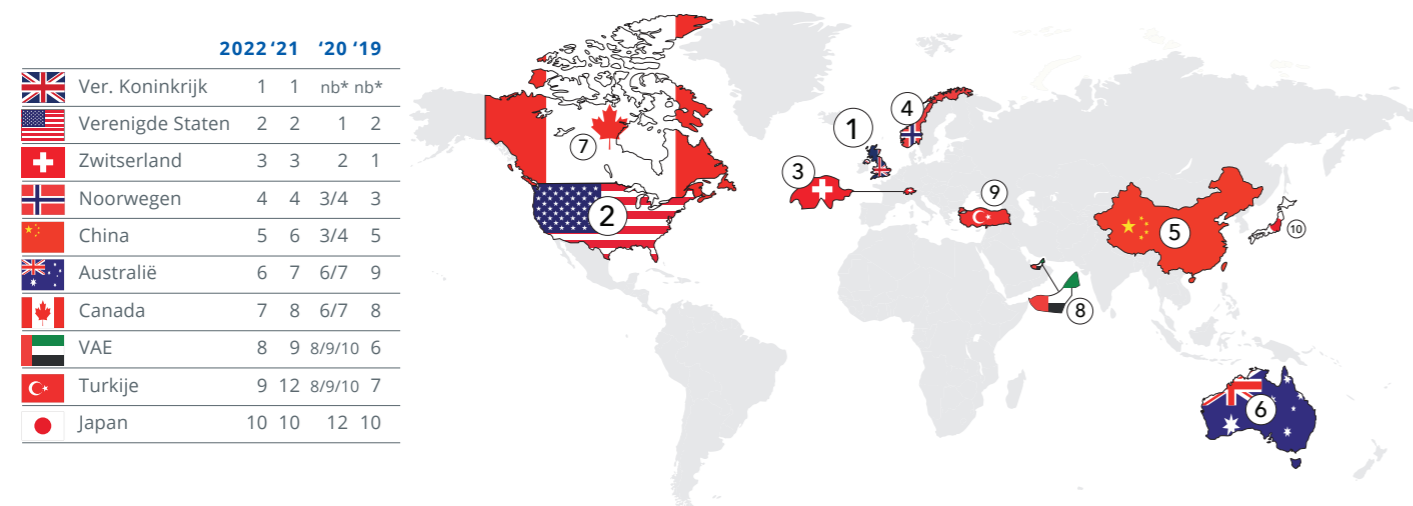 2022 ‘21 ‘20 ‘19
Ver. Koninkrijk 1 1 nb* nb*
Verenigde Staten 2 2 1 2
Zwitserland 3 3 2 1
Noorwegen 4 4 3/4 3
China 5 6 3/4 5
Australië 6 7 6/7 9
Canada 7 8 6/7 8
VAE 8 9 8/9/10 6
Turkije 9 12 8/9/10 7
Japan 10 10 12 10
4
1
7
3
9
2
5
10
8
6